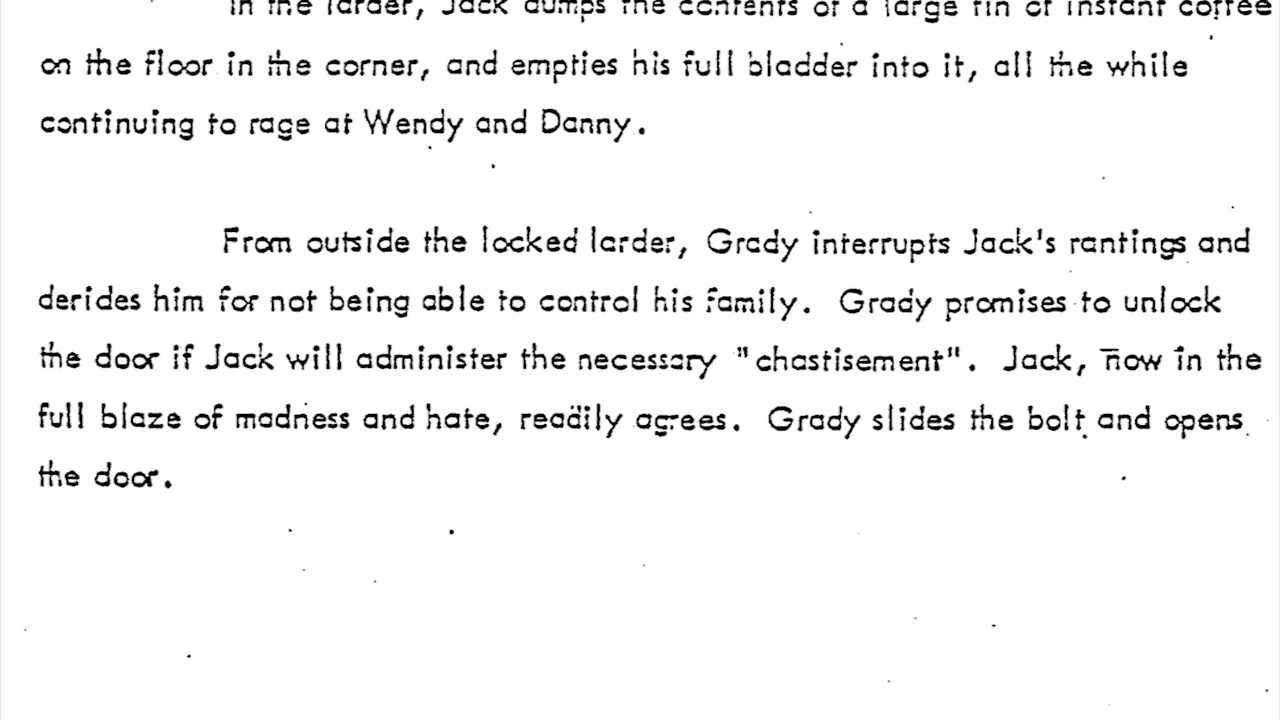 In the larder, Jack dumps the contents of a large tin of instant coffee
on the floor in the corner, and empties his full bladder into it, all the while
continuing to rage at Wendy and Danny.
From outside the locked larder, Grady interrupts Jack's rantings and
derides him for not being able to control his family. Grady promises to unlock
the door if Jack will administer the necessary "chastisement". Jack, now in the
full blaze of madness and hate, readily agrees. Grady slides the bolt and opens
the door.